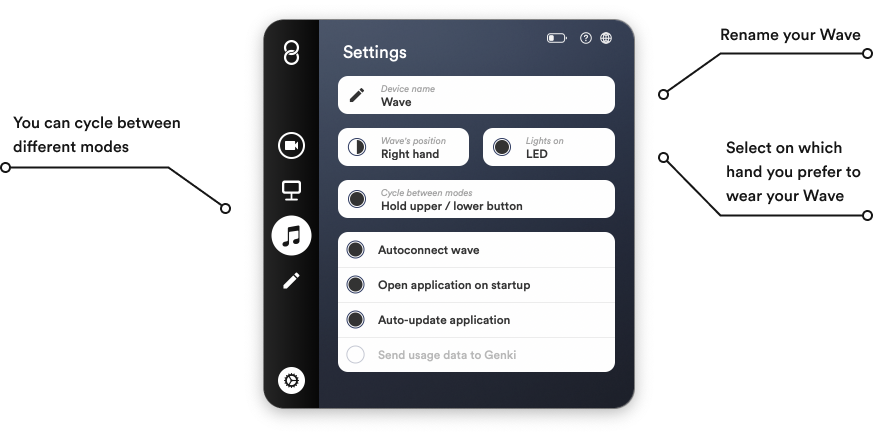 Rename your Wave
Settings
Device name
Wave
You can cycle between
different modes
Wave's position
Right hand
Lights on
LED
Select on which
hand you prefer to
wear your Wave
Cycle between modes
Hold upper / lower button
Autoconnect wave
Open application on startup
Auto-update application
Send usage data to Genki